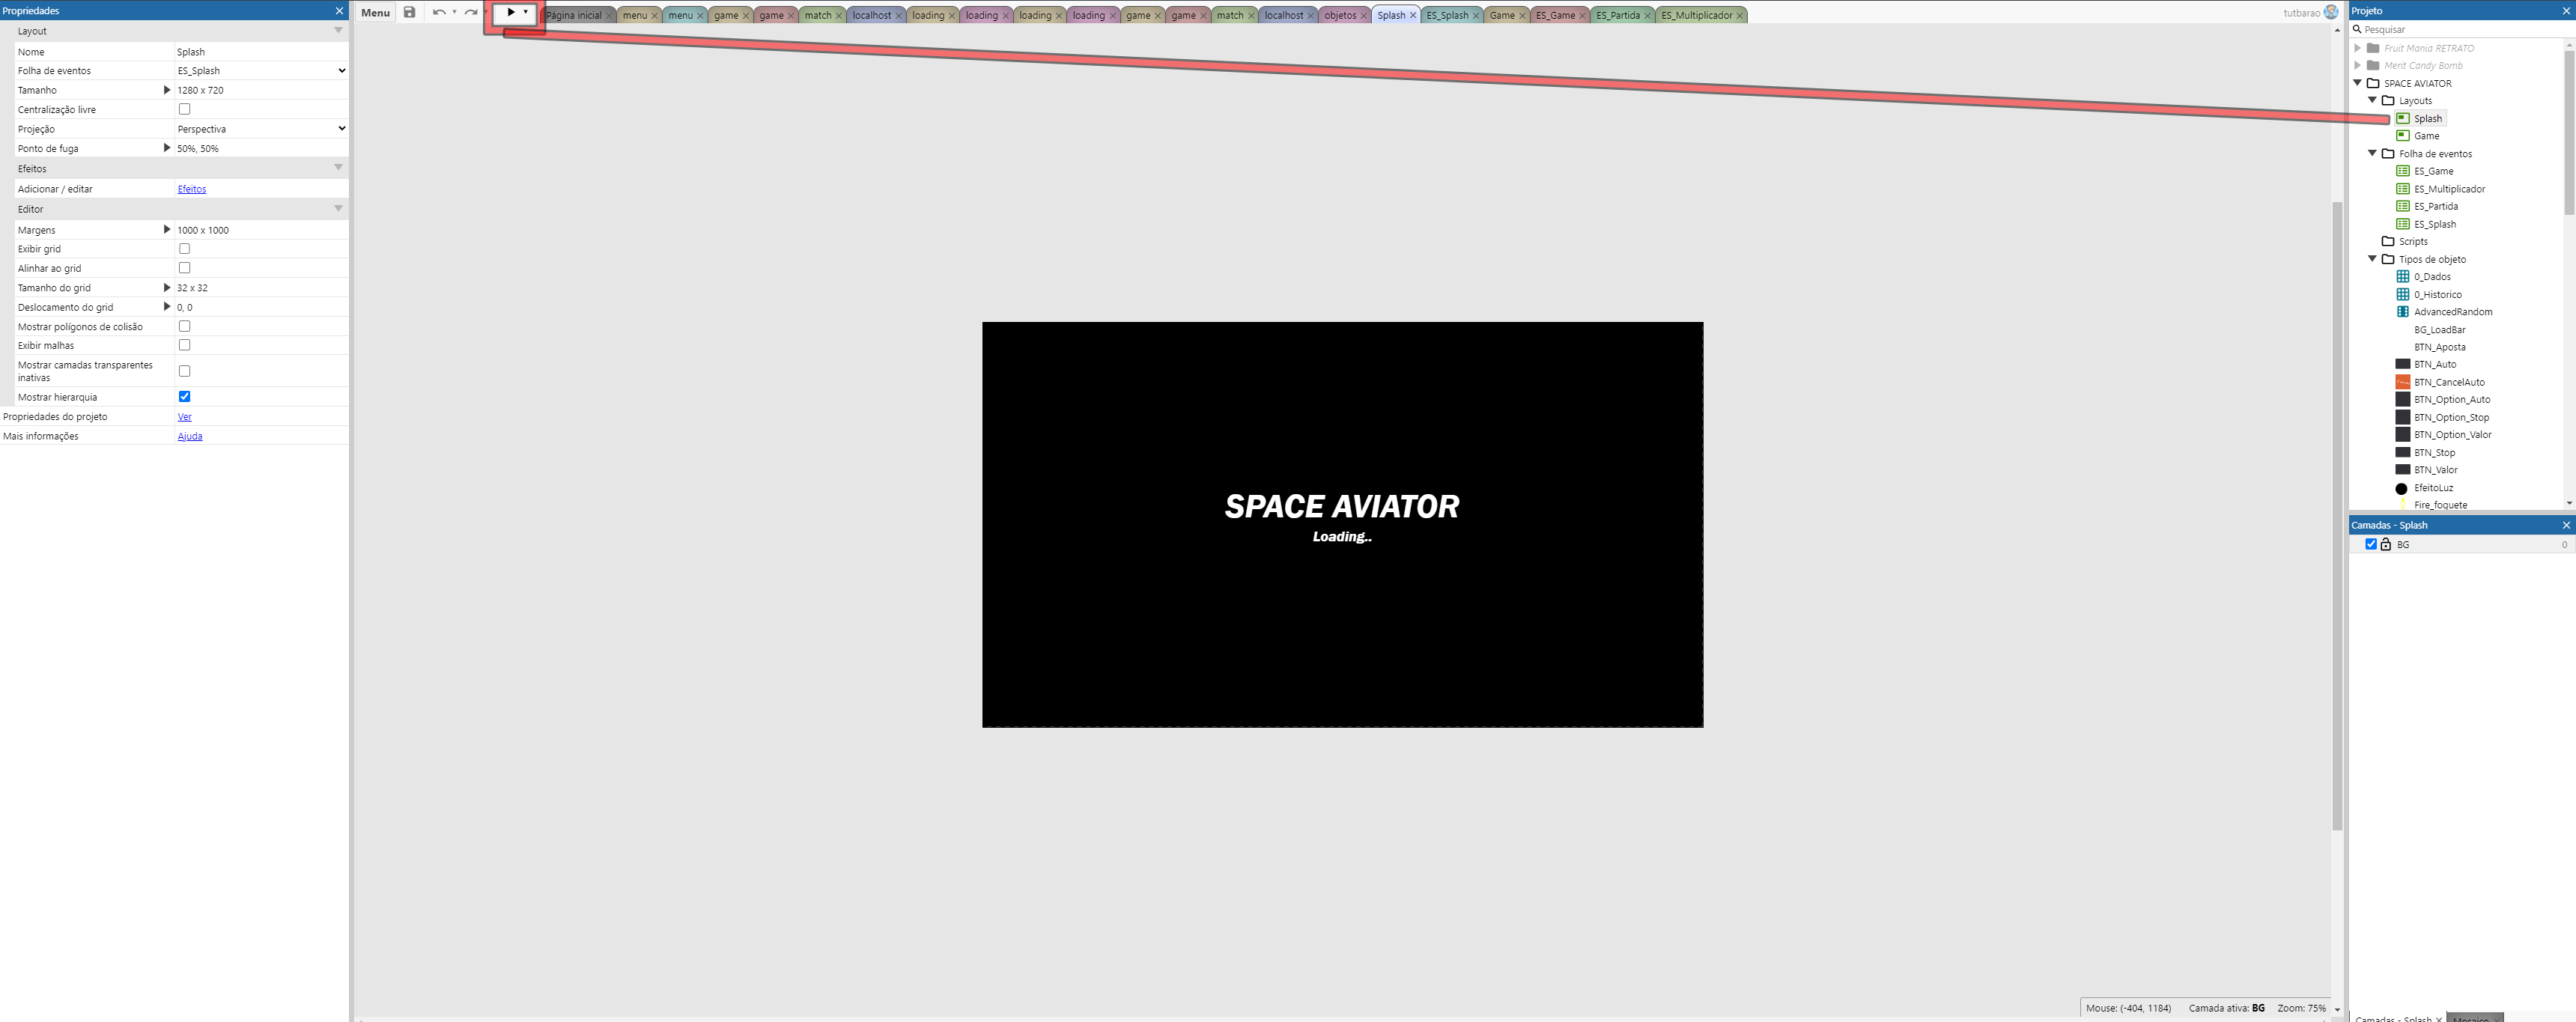 Propriedades
Layout
Nome Splash
Folha de eventos ES_Splash
Tamanho 1280 x 720
Centralização livre
Projeção Perspectiva
Ponto de fuga 50%, 50%
Efeitos
Adicionar / editar Efeitos
Editor
Margens 1000 x 1000
Exibir grid
Alinhar ao grid
Tamanho do grid 32 x 32
Deslocamento do grid 0, 0
Mostrar polígonos de colisão
Exibir malhas
Mostrar camadas transparentes
inativas
Mostrar hierarquia
Propriedades do projeto Ver
Mais informações Ajuda
Menu Página inicial menu menu game game match localhost loading loading loading loading game game match localhost objetos Splash ES_Splash Game ES_Game ES_Partida ES_Multiplicador tutbarao
SPACE AVIATOR
Loading..
Mouse: (-404, 1184) Camada ativa: BG Zoom: 75%
Projeto
Pesquisar
Fruit Mania RETRATO
Merit Candy Bomb
SPACE AVIATOR
Layouts
Splash
Game
Folha de eventos
ES_Game
ES_Multiplicador
ES_Partida
ES_Splash
Scripts
Tipos de objeto
0_Dados
0_Historico
AdvancedRandom
BG_LoadBar
BTN_Aposta
BTN_Auto
BTN_CancelAuto
BTN_Option_Auto
BTN_Option_Stop
BTN_Option_Valor
BTN_Stop
BTN_Valor
EfeitoLuz
Fire_foquete
Camadas - Splash
BG 0
Camadas - Splash Mosaico